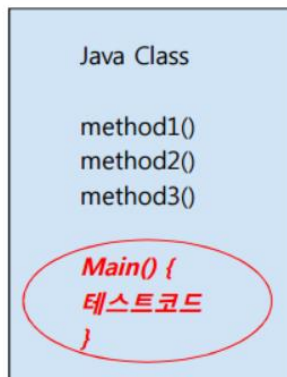 Java Class
method1()
method2()
method3()
Main() {
테스트코드
}